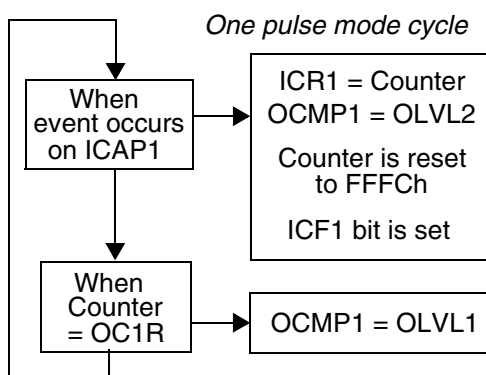 One pulse mode cycle
When
event occurs
on ICAP1
ICR1 = Counter
OCMP1 = OLVL2
Counter is reset
to FFFCh
ICF1 bit is set
When
Counter
= OC1R
OCMP1 = OLVL1